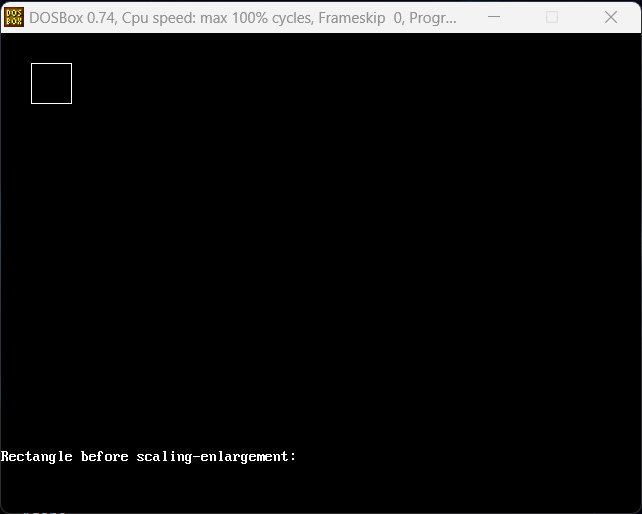 DOSBox 0.74, Cpu speed: max 100% cycles, Frameskip 0, Progr...
Rectangle before scaling-enlargement: